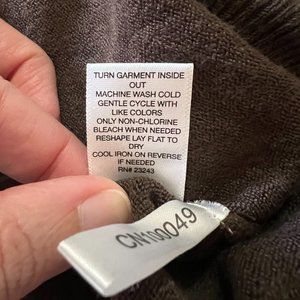 TURN GARMENT INSIDE
OUT
MACHINE WASH COLD
GENTLE CYCLE WITH
LIKE COLORS
ONLY NON-CHLORINE
BLEACH WHEN NEEDED
RESHAPE LAY FLAT TO
DRY
COOL IRON ON REVERSE
IF NEEDED
RN# 23243
CN100049